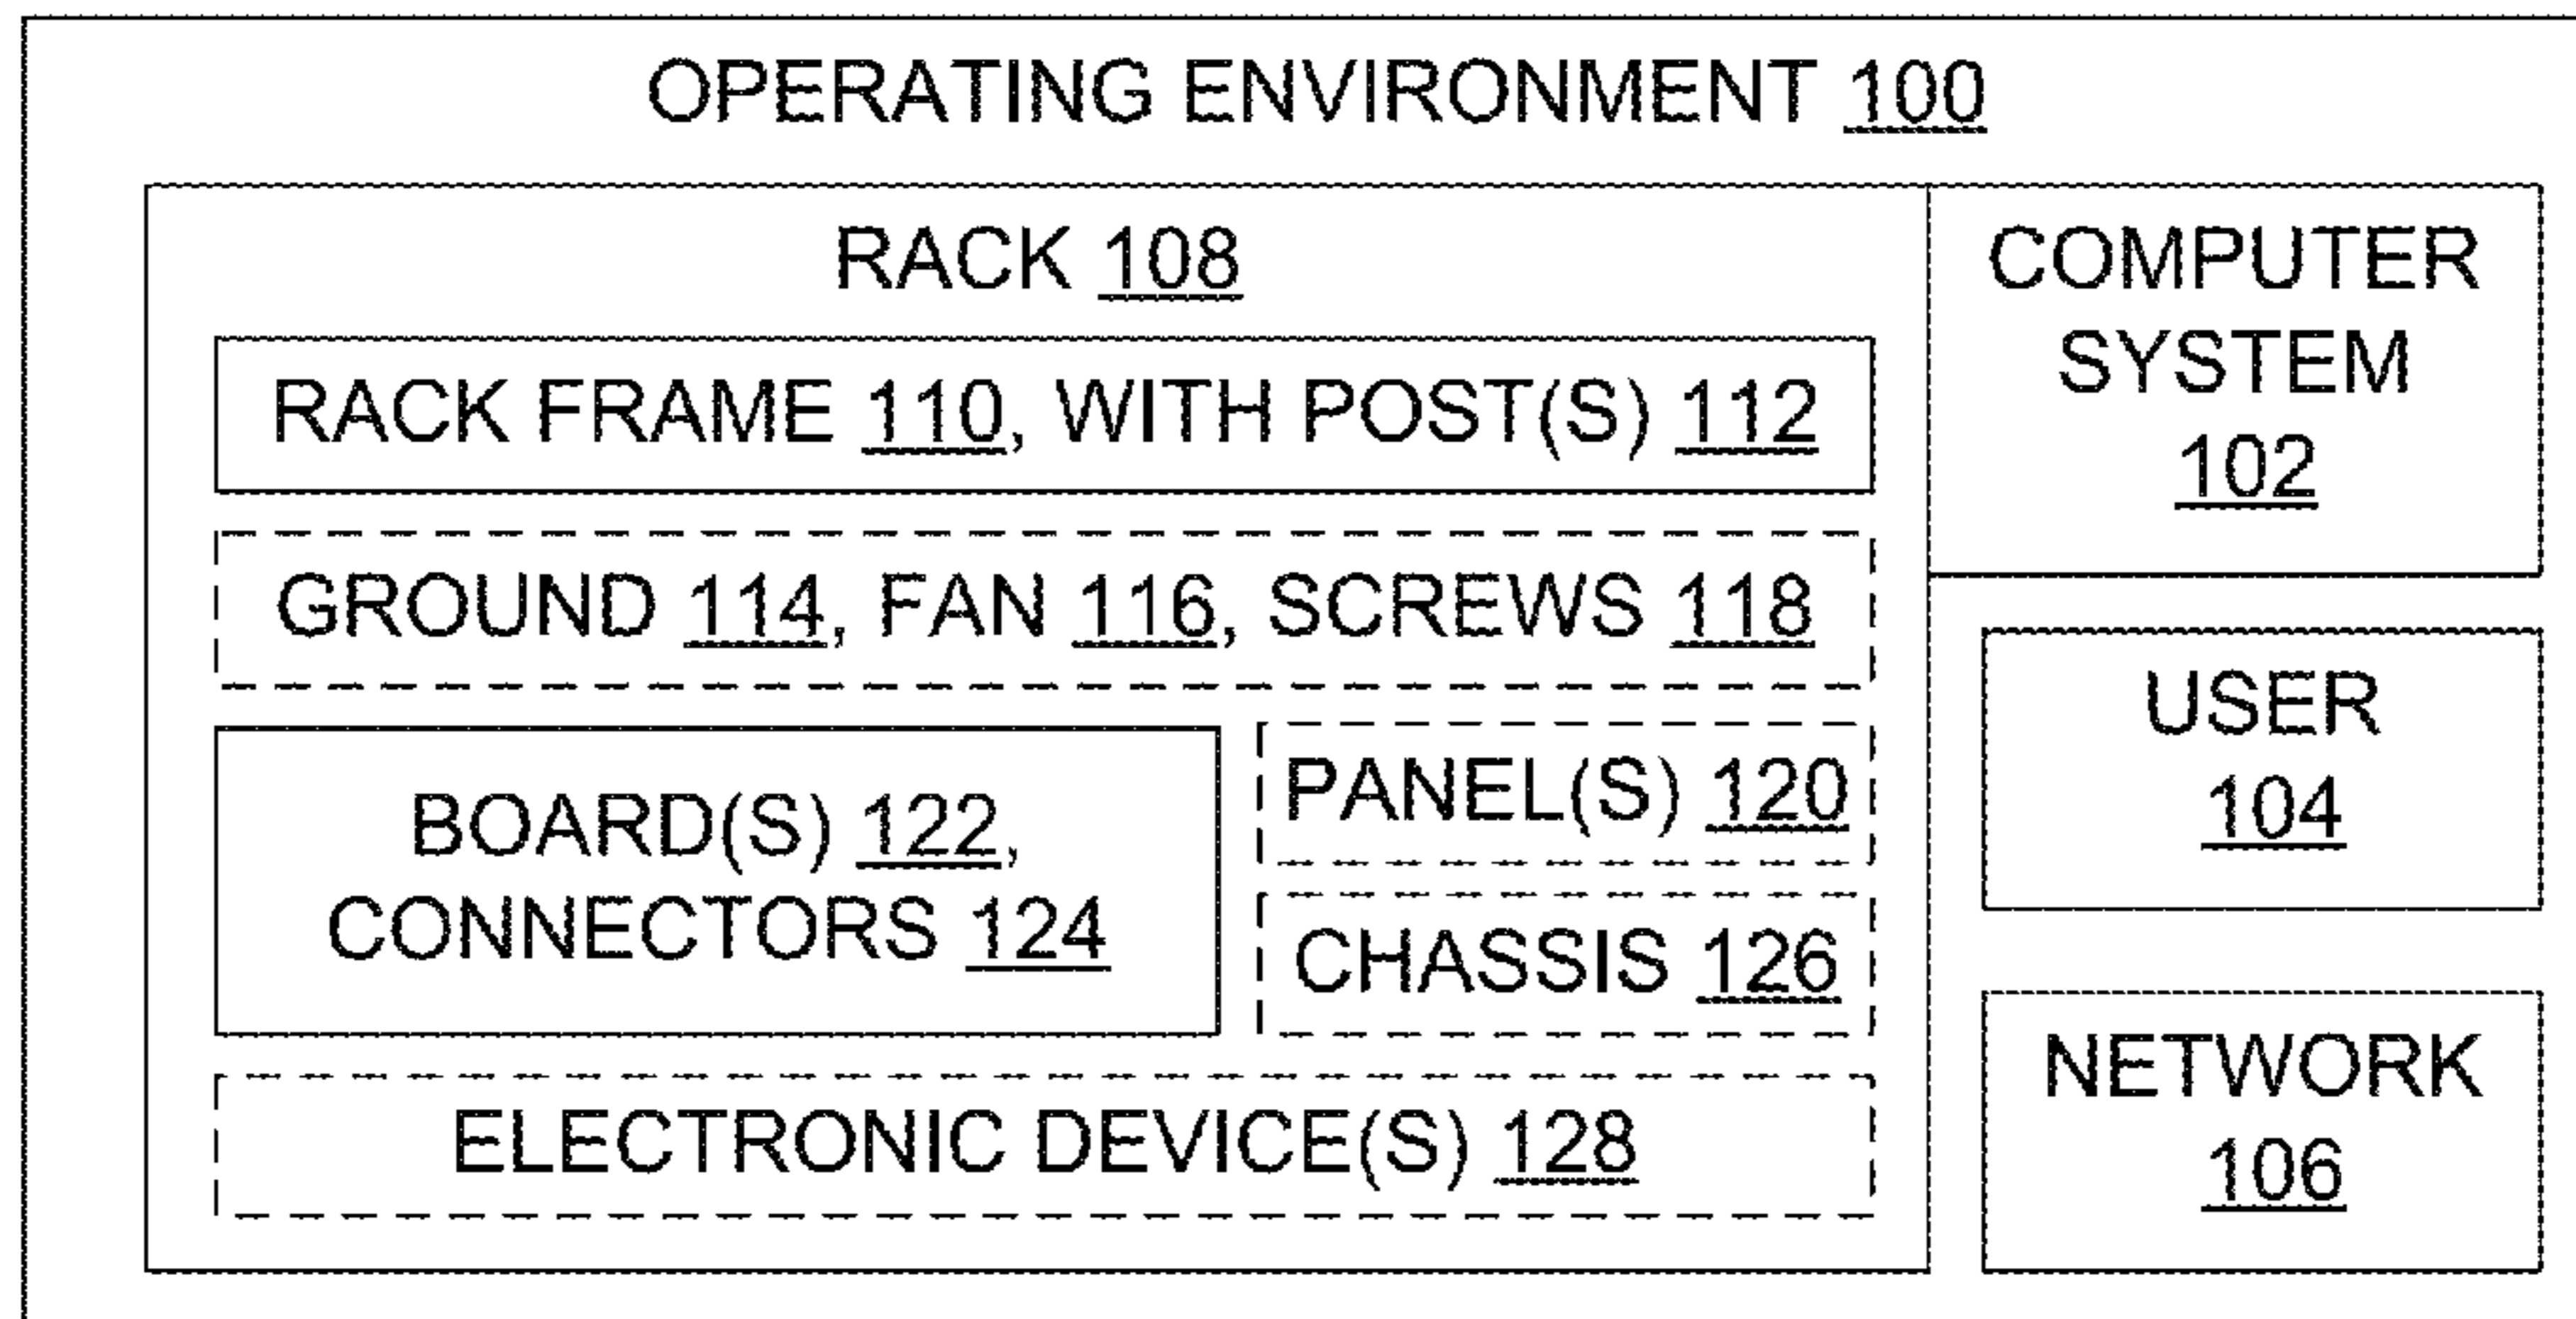 OPERATING ENVIRONMENT 100
RACK 108
RACK FRAME 110, WITH POST(S) 112
GROUND 114, FAN 116, SCREWS 118
BOARD(S) 122,
CONNECTORS 124
PANEL(S) 120
CHASSIS 126
ELECTRONIC DEVICE(S) 128
COMPUTER
SYSTEM
102
USER
104
NETWORK
106